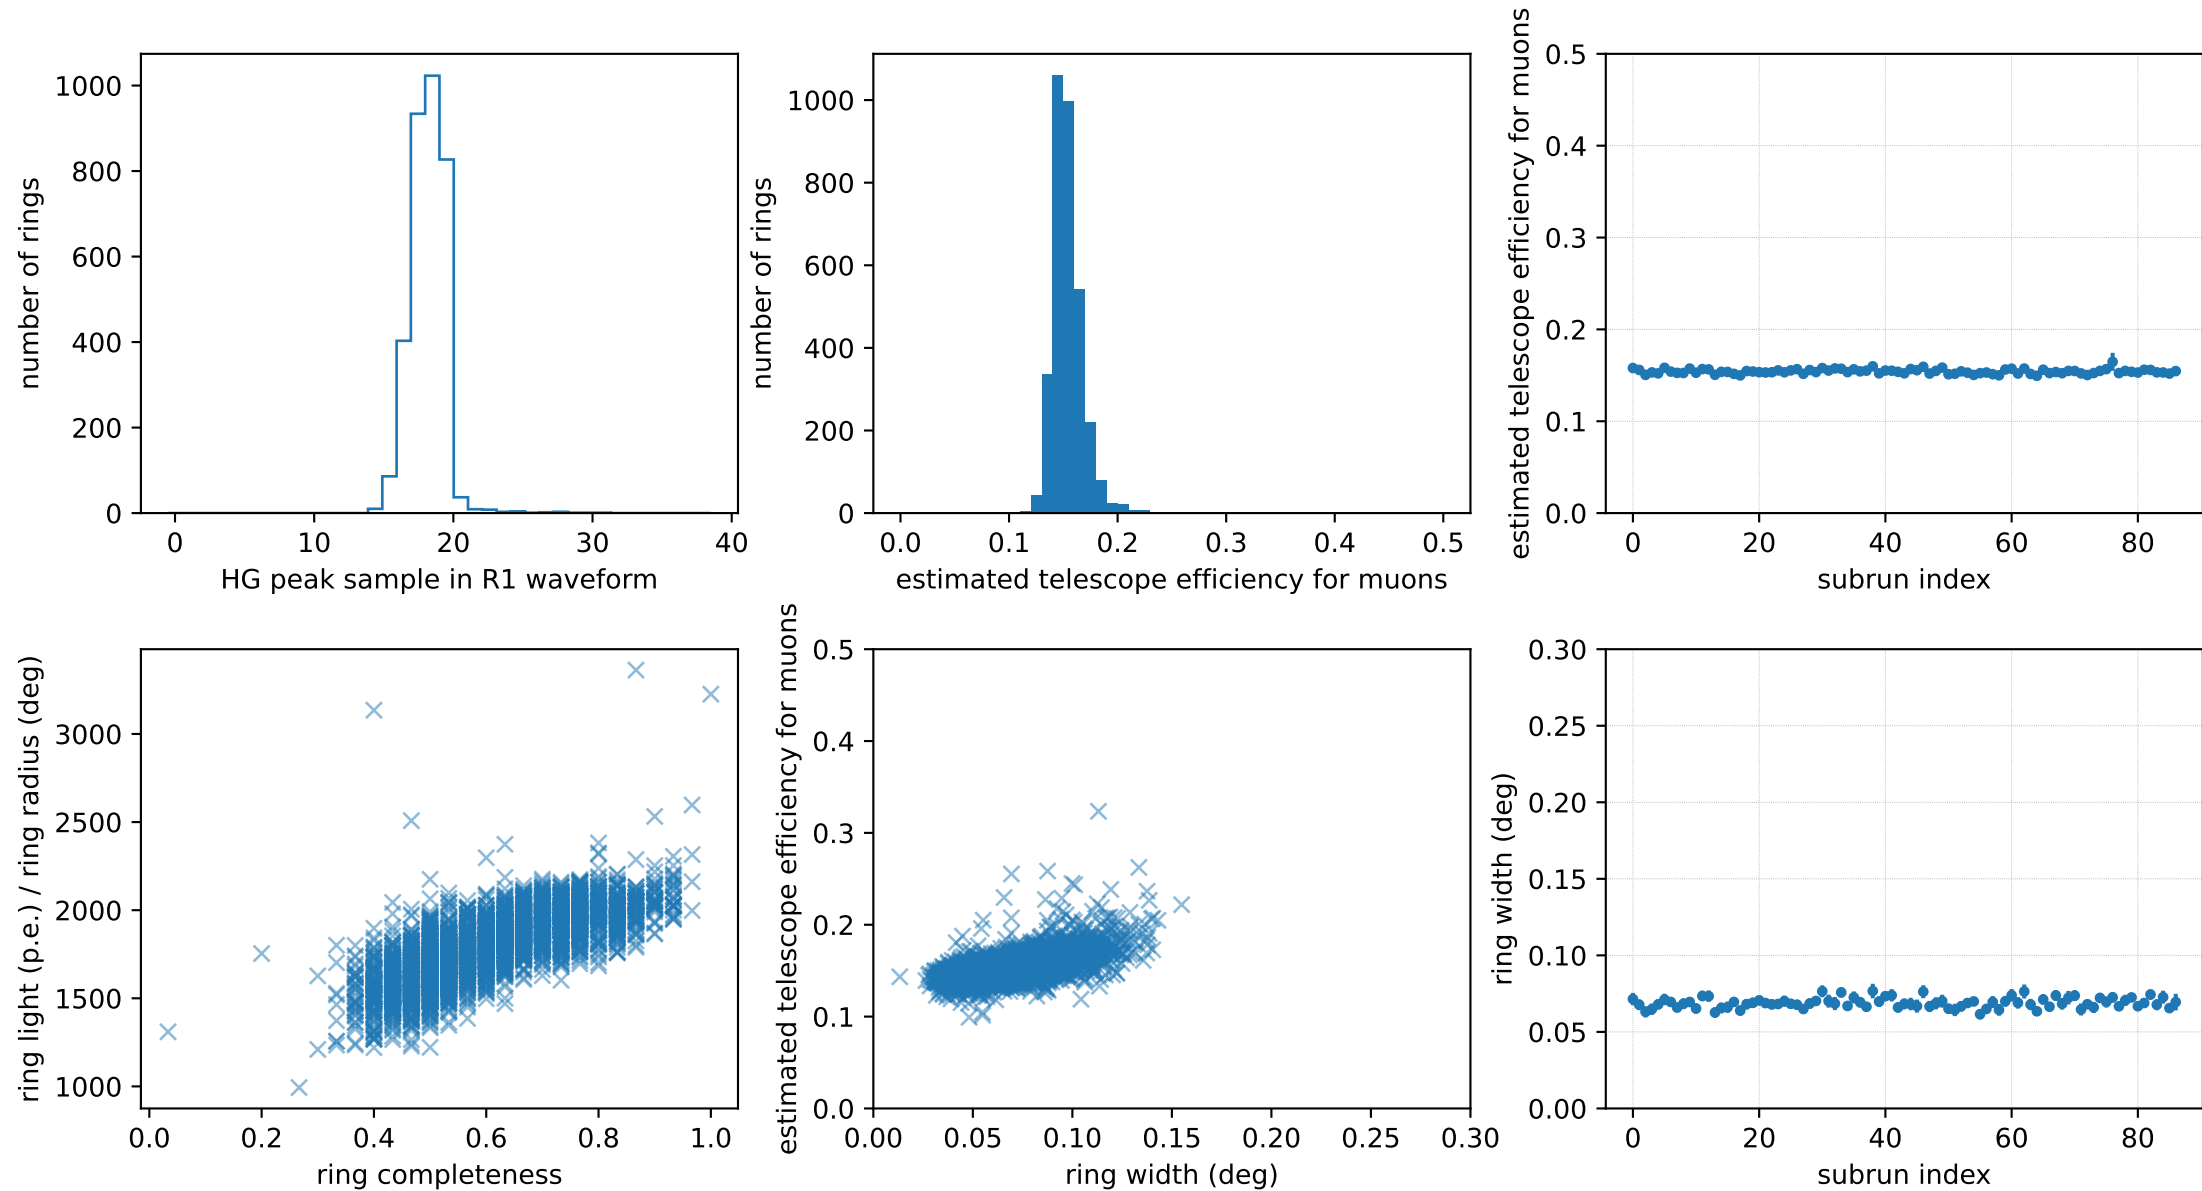 1000
800
600
400
200
0
number of rings
0 10 20 30 40
HG peak sample in R1 waveform
1000
800
600
400
200
0
number of rings
0.0 0.1 0.2 0.3 0.4 0.5
estimated telescope efficiency for muons
0.5
0.4
0.3
0.2
0.1
0.0
estimated telescope efficiency for muons
0 20 40 60 80
subrun index
3000
2500
2000
1500
1000
ring light (p.e.) / ring radius (deg)
0.0 0.2 0.4 0.6 0.8 1.0
ring completeness
0.5
0.4
0.3
0.2
0.1
0.0
estimated telescope efficiency for muons
0.00 0.05 0.10 0.15 0.20 0.25 0.30
ring width (deg)
0.30
0.25
0.20
0.15
0.10
0.05
0.00
ring width (deg)
0 20 40 60 80
subrun index